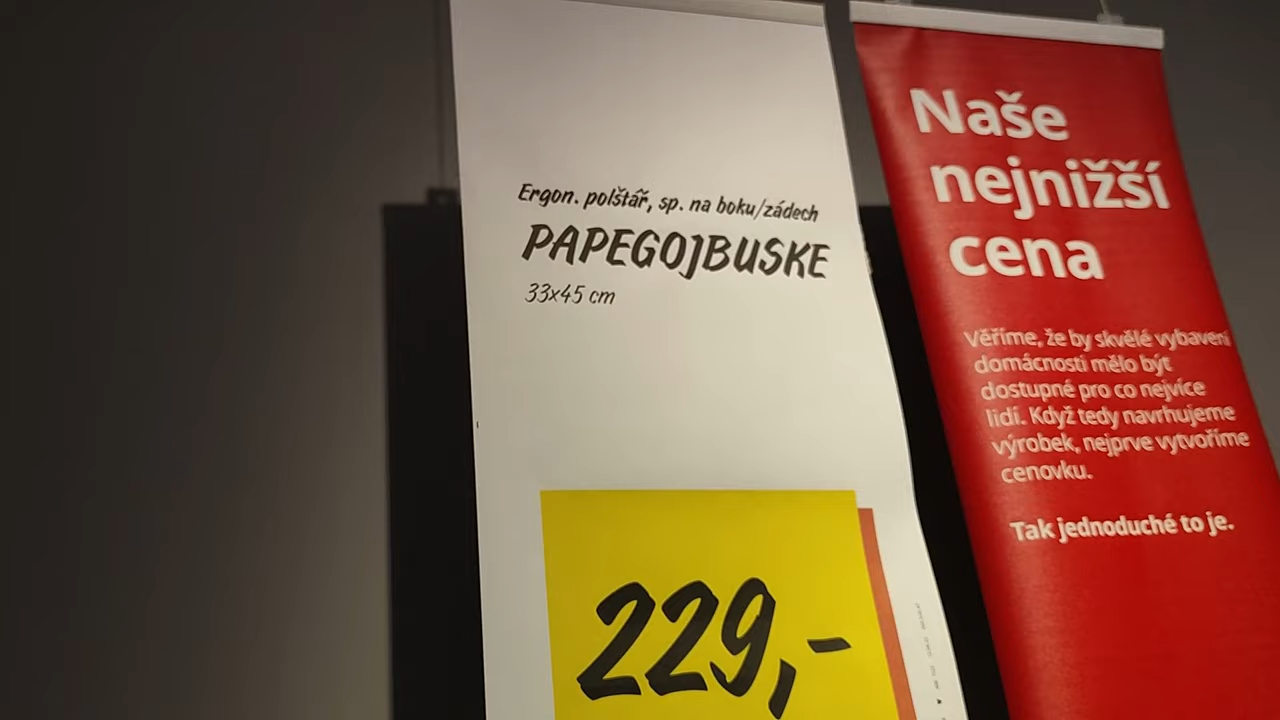 Ergon. polštář, sp. na boku/zádech
PAPEGOJBUSKE
33x45 cm
229,-
Naše
nejnižší
cena
Věříme, že by skvělé vybavení
domácnosti mělo být
dostupné pro co nejvíce
lidí. Když tedy navrhujeme
výrobek, nejprve vytvoříme
cenovku.
Tak jednoduché to je.